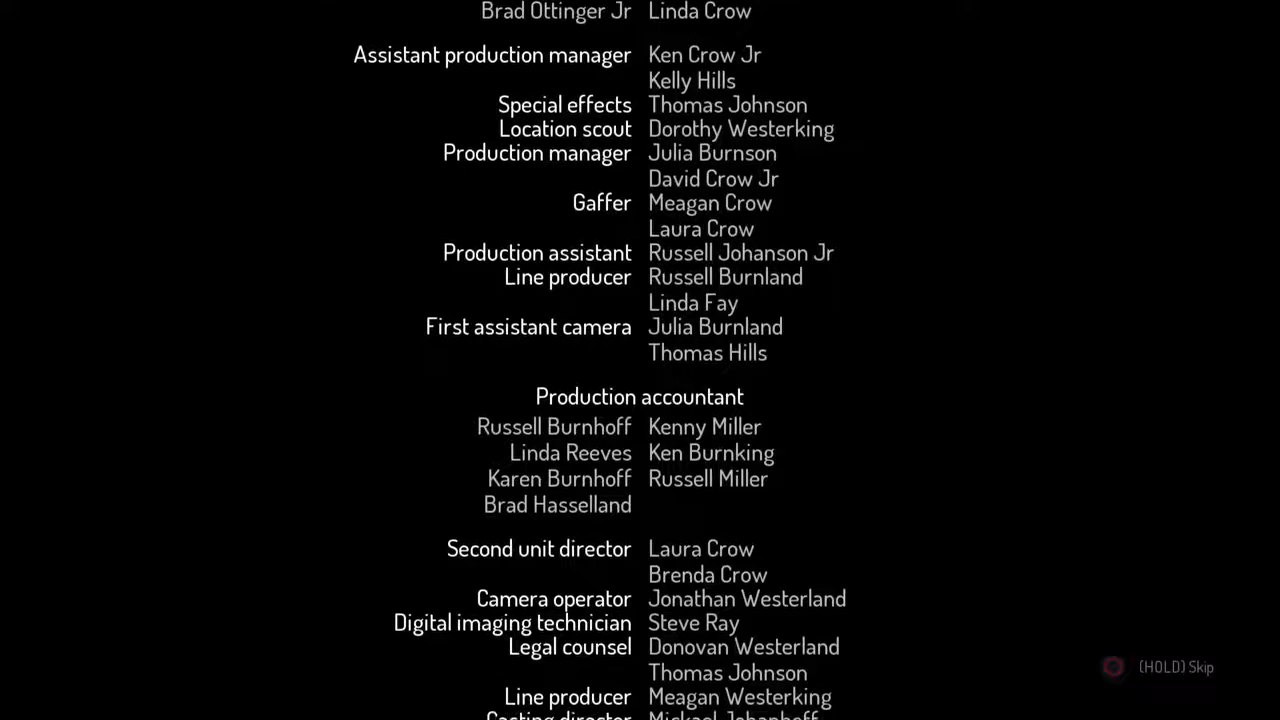 Brad Ottinger Jr Linda Crow
Assistant production manager Ken Crow Jr
Kelly Hills
Special effects Thomas Johnson
Location scout Dorothy Westerking
Production manager Julia Burnson
David Crow Jr
Gaffer Meagan Crow
Laura Crow
Production assistant Russell Johanson Jr
Line producer Russell Burnland
Linda Fay
First assistant camera Julia Burnland
Thomas Hills
Production accountant
Russell Burnhoff Kenny Miller
Linda Reeves Ken Burnking
Karen Burnhoff Russell Miller
Brad Hasselland
Second unit director Laura Crow
Brenda Crow
Camera operator Jonathan Westerland
Digital imaging technician Steve Ray
Legal counsel Donovan Westerland
Thomas Johnson
(HOLD) Skip
Line producer Meagan Westerking
Casting director Mickael Johanhoff